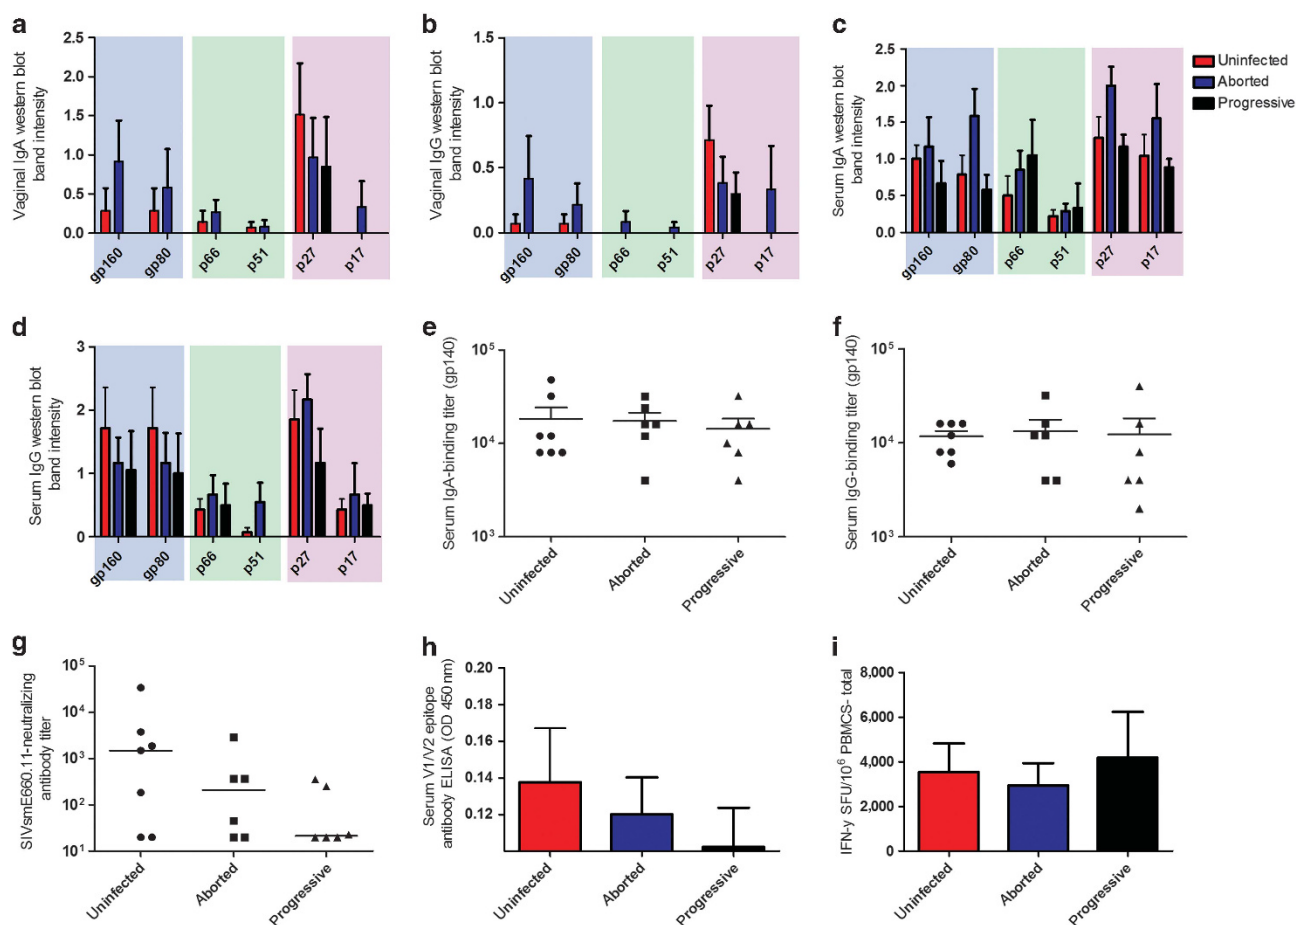 a
Vaginal IgA western blot
band intensity
2.5
2.0
1.5
1.0
0.5
0.0
gp160
gp80
p66
p51
p27
p17
b
Vaginal IgG western blot
band intensity
1.5
1.0
0.5
0.0
gp160
gp80
p66
p51
p27
p17
c
Serum IgA western blot
band intensity
2.5
2.0
1.5
1.0
0.5
0.0
gp160
gp80
p66
p51
p27
p17
Uninfected
Aborted
Progressive
d
Serum IgG western blot
band intensity
3
2
1
0
gp160
gp80
p66
p51
p27
p17
e
Serum IgA-binding titer (gp140)
10⁵
10⁴
10³
Uninfected
Aborted
Progressive
f
Serum IgG-binding titer (gp140)
10⁵
10⁴
10³
Uninfected
Aborted
Progressive
g
SIVsmE660.11-neutralizing
antibody titer
10⁵
10⁴
10³
10²
10¹
Uninfected
Aborted
Progressive
h
Serum V1/V2 epitope
antibody ELISA (OD 450 nm)
0.20
0.18
0.16
0.14
0.12
Uninfected
Aborted
Progressive
i
IFN-y SFU/10⁶ PBMCS- total
8,000
6,000
4,000
2,000
0
Uninfected
Aborted
Progressive